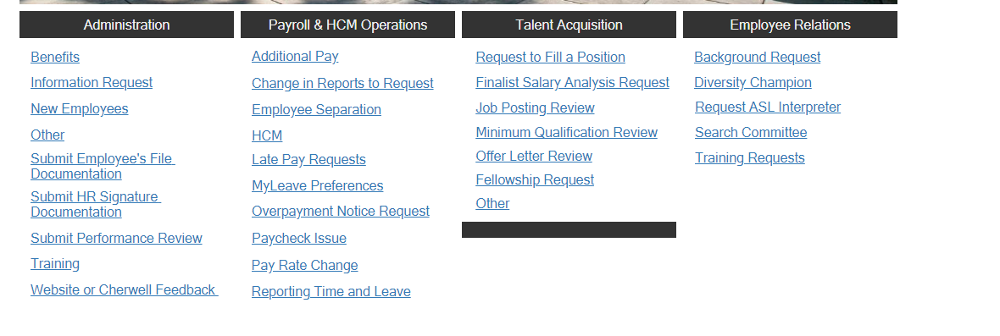 Administration
Benefits
Information Request
New Employees
Other
Submit Employee's File
Documentation
Submit HR Signature
Documentation
Submit Performance Review
Training
Website or Cherwell Feedback
Payroll & HCM Operations
Additional Pay
Change in Reports to Request
Employee Separation
HCM
Late Pay Requests
MyLeave Preferences
Overpayment Notice Request
Paycheck Issue
Pay Rate Change
Reporting Time and Leave
Talent Acquisition
Request to Fill a Position
Finalist Salary Analysis Request
Job Posting Review
Minimum Qualification Review
Offer Letter Review
Fellowship Request
Other
Employee Relations
Background Request
Diversity Champion
Request ASL Interpreter
Search Committee
Training Requests